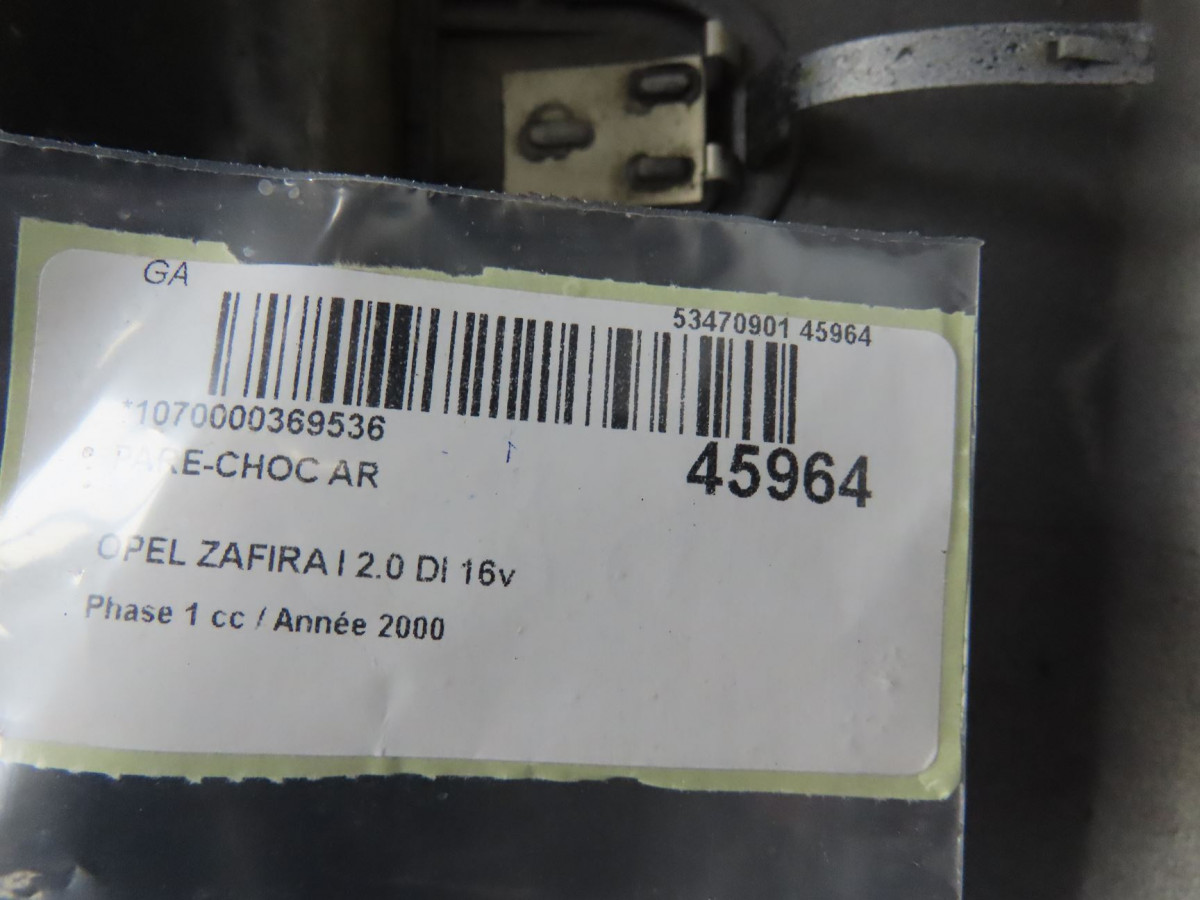 GA
53470901 45964
*1070000369536
PARE-CHOC AR
45964
OPEL ZAFIRA I 2.0 DI 16v
Phase 1 cc / Année 2000